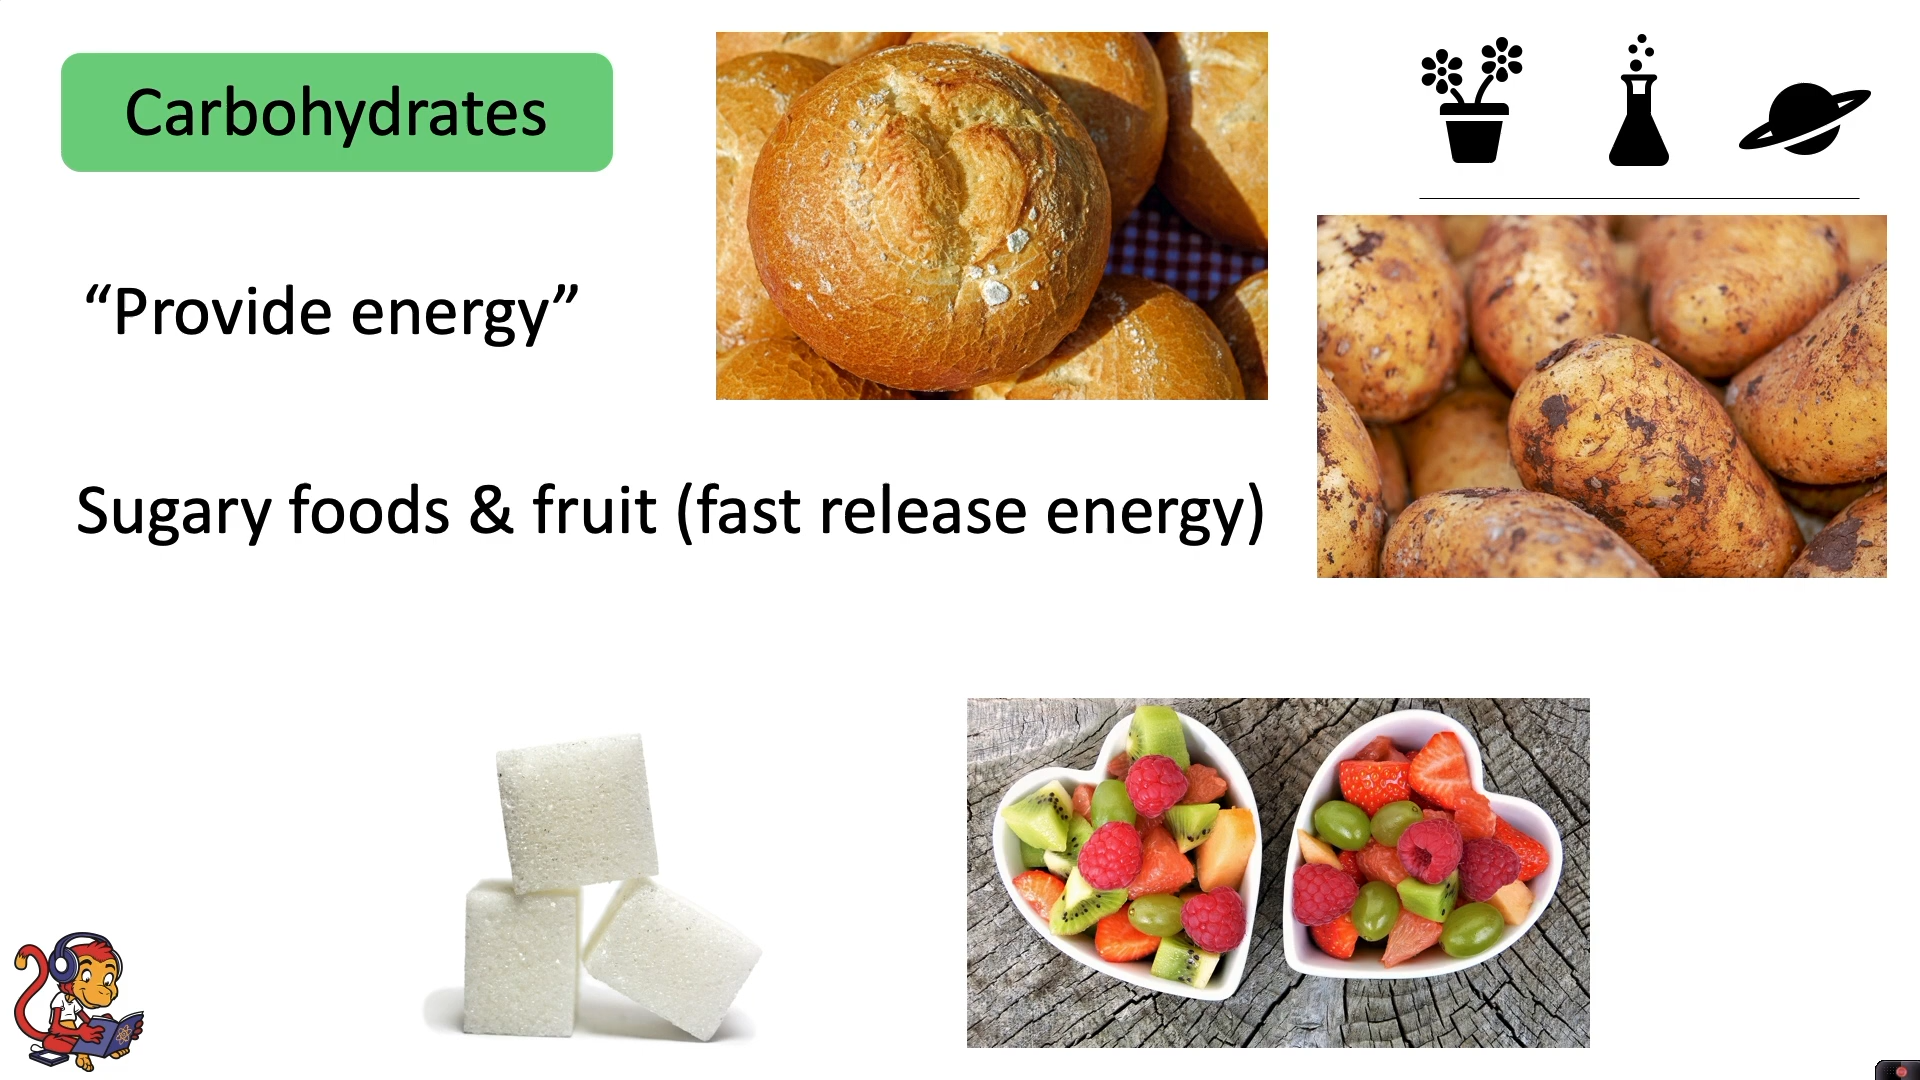 Carbohydrates
“Provide energy”
Sugary foods & fruit (fast release energy)